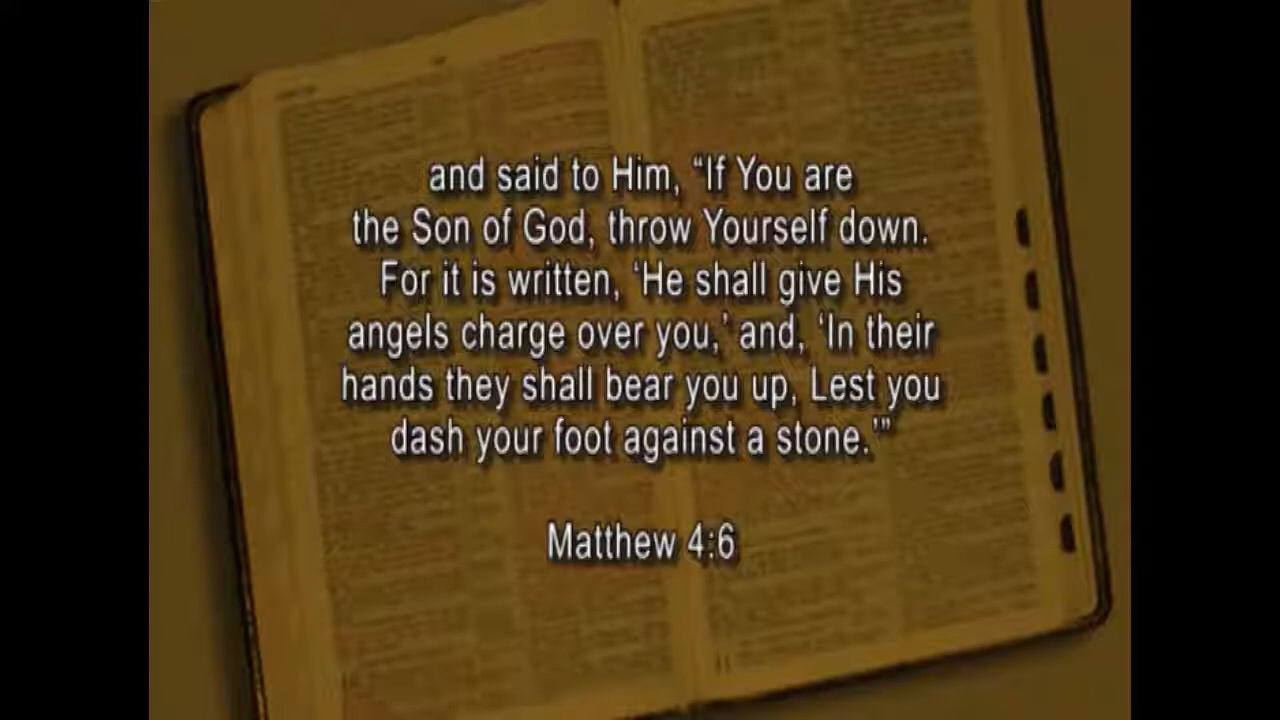 and said to Him, “If You are
the Son of God, throw Yourself down.
For it is written, ‘He shall give His
angels charge over you,’ and, ‘In their
hands they shall bear you up, Lest you
dash your foot against a stone.’”
Matthew 4:6